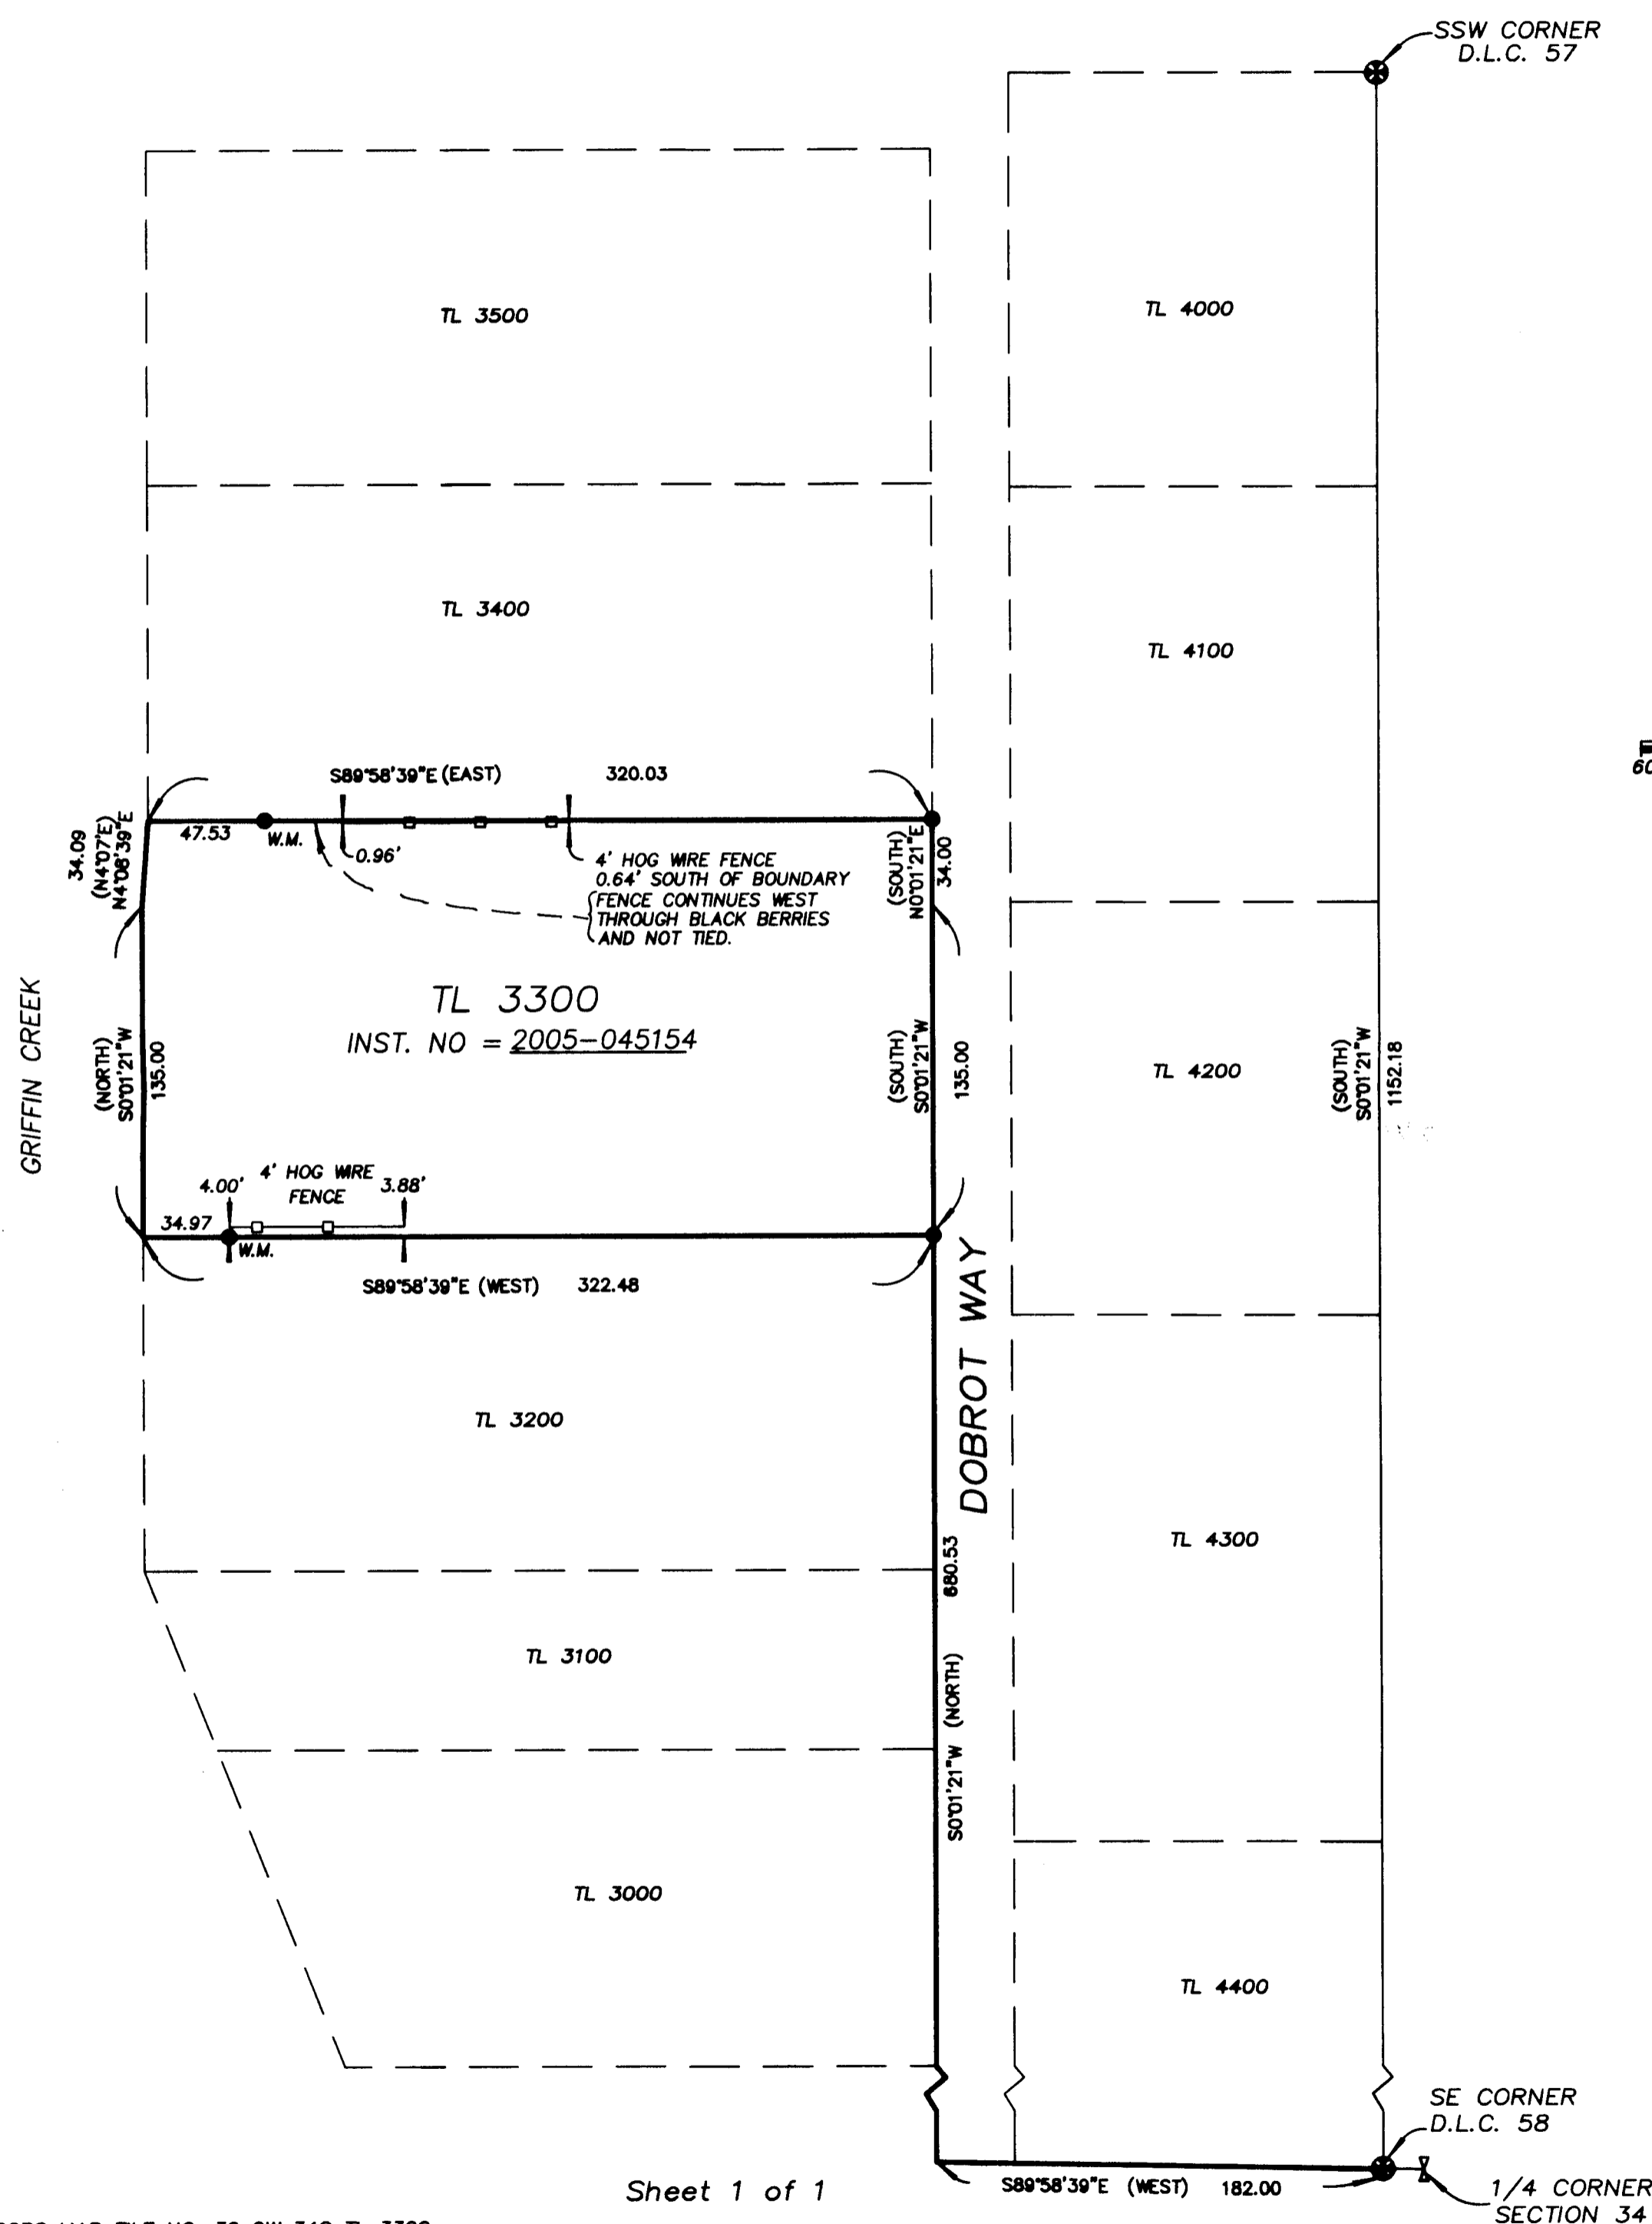 SSW CORNER
D.L.C. 57
TL 3500
TL 4000
TL 3400
TL 4100
S89°58'39"E (EAST) 320.03
34.09
(N4°07'E)
N4°08'39"E
47.53
W.M.
0.96'
4' HOG WIRE FENCE
0.64' SOUTH OF BOUNDARY
FENCE CONTINUES WEST
THROUGH BLACK BERRIES
AND NOT TIED.
(SOUTH)
N0°01'21"E
34.00
60
GRIFFIN CREEK
TL 3300
INST. NO = 2005-045154
(NORTH)
S0°01'21"W
135.00
(SOUTH)
S0°01'21"W
135.00
TL 4200
(SOUTH)
S0°01'21"W
1152.18
4' HOG WIRE
FENCE
4.00'
3.88'
34.97
W.M.
S89°58'39"E (WEST) 322.48
DOBROT WAY
TL 3200
TL 4300
680.53
TL 3100
S0°01'21"W (NORTH)
TL 3000
TL 4400
SE CORNER
D.L.C. 58
S89°58'39"E (WEST) 182.00
1/4 CORNER
SECTION 34
Sheet 1 of 1